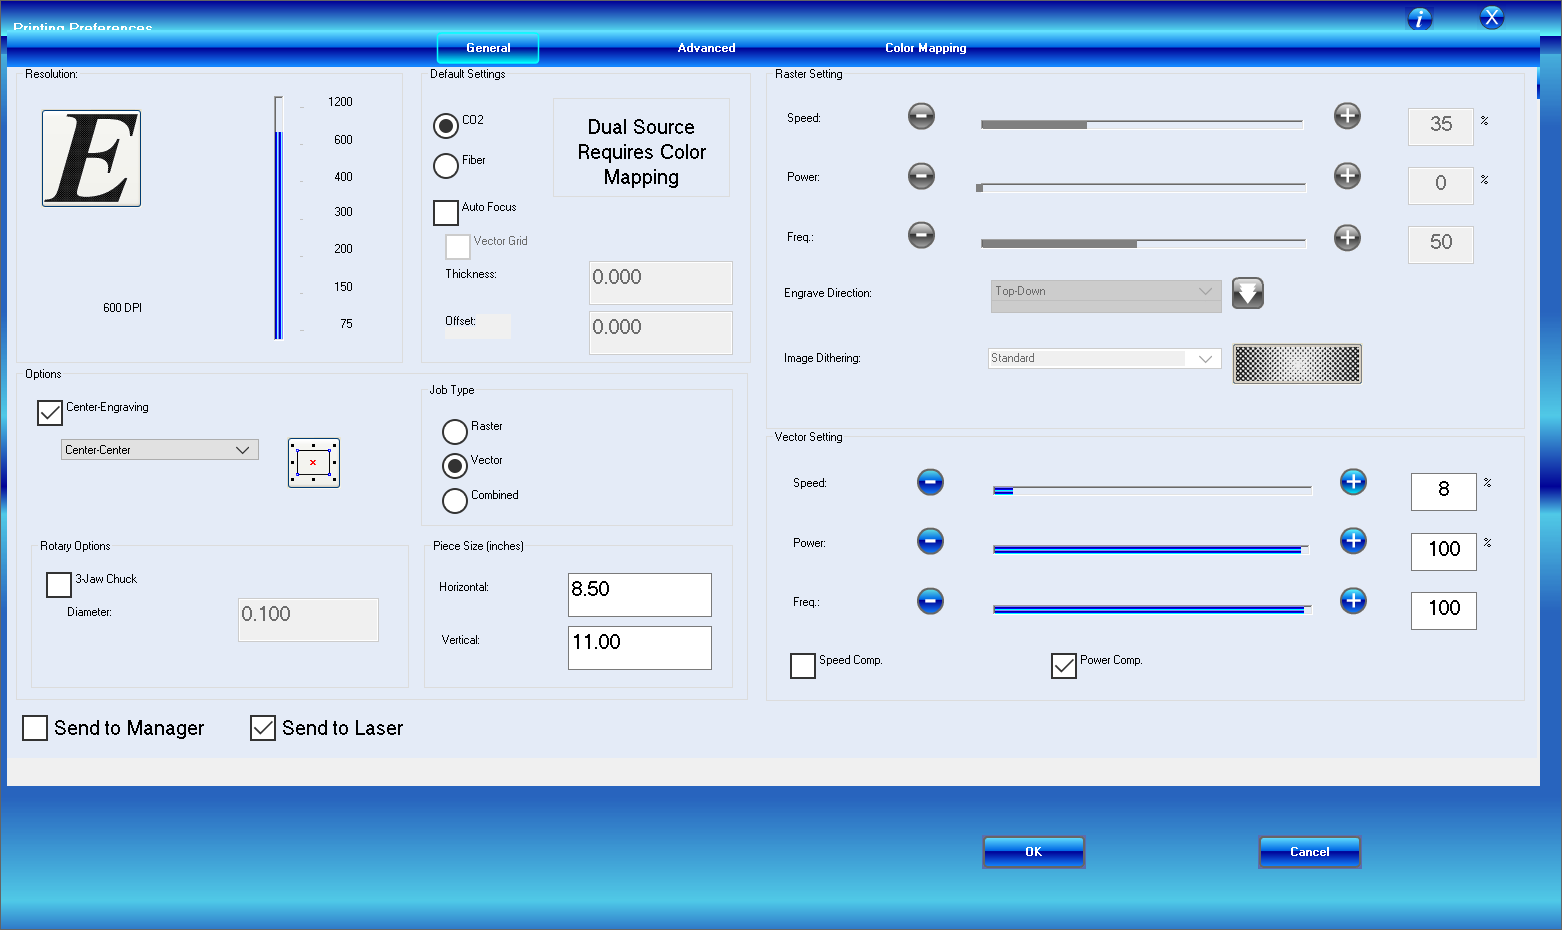 Printing Preferences
i
X
General
Advanced
Color Mapping
Resolution:
E
1200
600
400
300
200
150
75
600 DPI
Default Settings
CO2
Fiber
Dual Source
Requires Color
Mapping
Auto Focus
Vector Grid
Thickness:
0.000
Offset:
0.000
Raster Setting
Speed:
35
%
Power:
0
%
Freq.:
50
Engrave Direction:
Top-Down
Image Dithering:
Standard
Options
Center-Engraving
Center-Center
Job Type
Raster
Vector
Combined
Rotary Options
3-Jaw Chuck
Diameter:
0.100
Piece Size (inches)
Horizontal:
8.50
Vertical:
11.00
Vector Setting
Speed:
8
%
Power:
100
%
Freq.:
100
Speed Comp.
Power Comp.
Send to Manager
Send to Laser
OK
Cancel